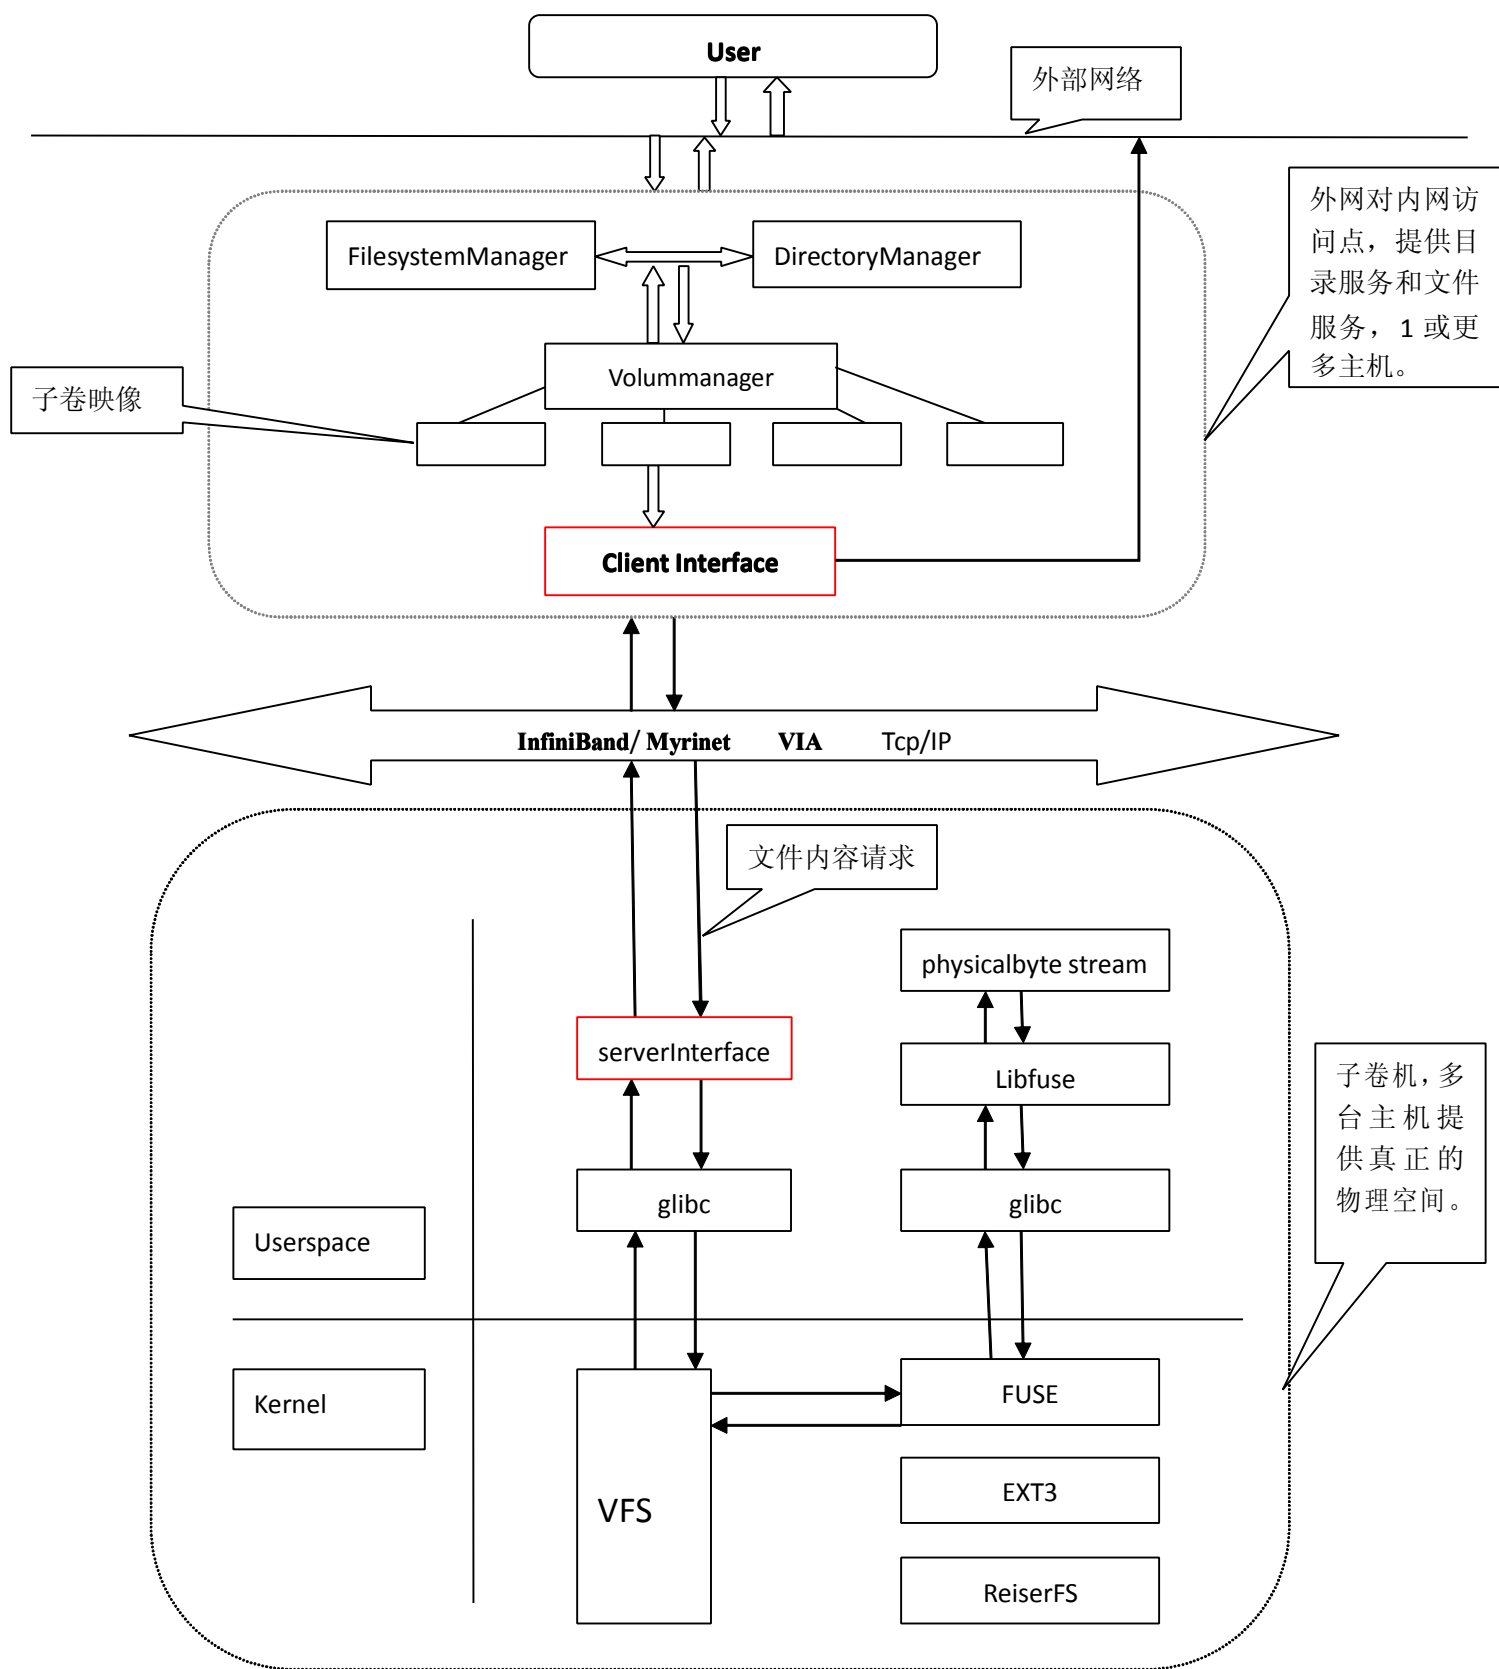 User
外部网络
外网对内网访
问点，提供目
录服务和文件
服务，1 或更
多主机。
FilesystemManager
DirectoryManager
Volummanager
子卷映像
Client Interface
InfiniBand/ Myrinet VIA Tcp/IP
文件内容请求
physicalbyte stream
serverInterface
Libfuse
子卷机，多
台主机提
供真正的
物理空间。
glibc
glibc
Userspace
Kernel
FUSE
VFS
EXT3
ReiserFS